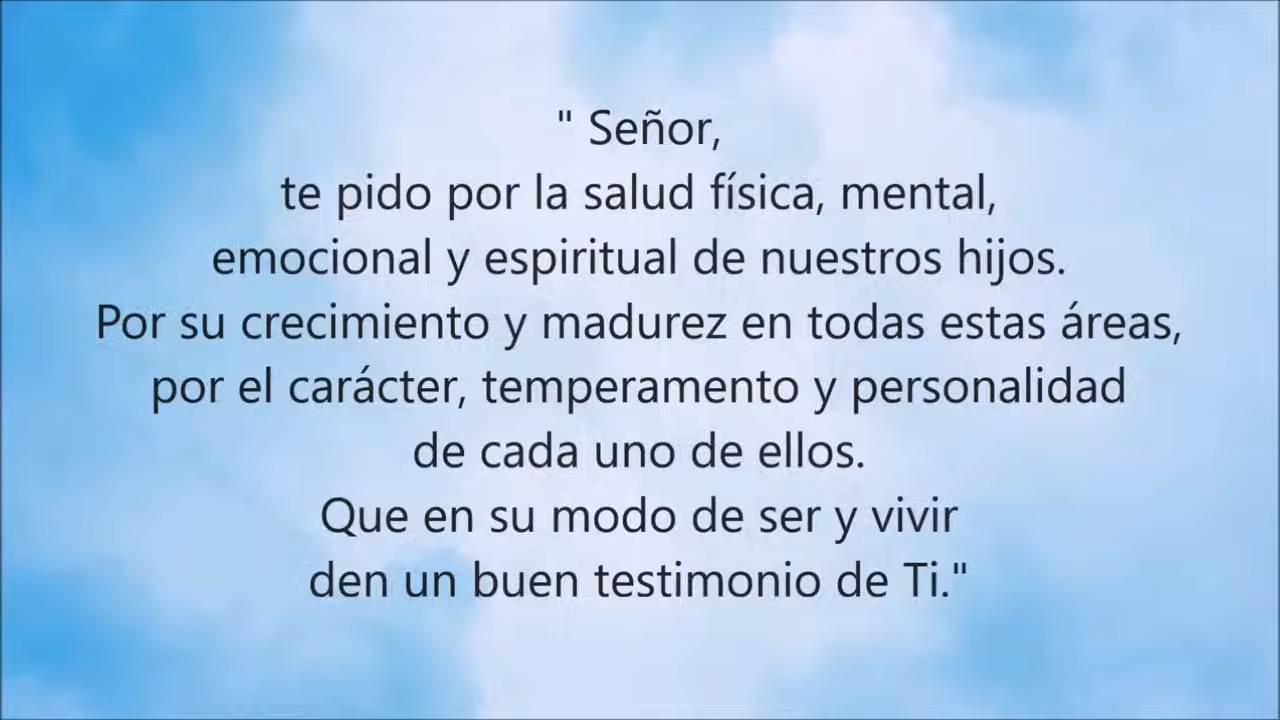 " Señor,
te pido por la salud física, mental,
emocional y espiritual de nuestros hijos.
Por su crecimiento y madurez en todas estas áreas,
por el carácter, temperamento y personalidad
de cada uno de ellos.
Que en su modo de ser y vivir
den un buen testimonio de Ti."